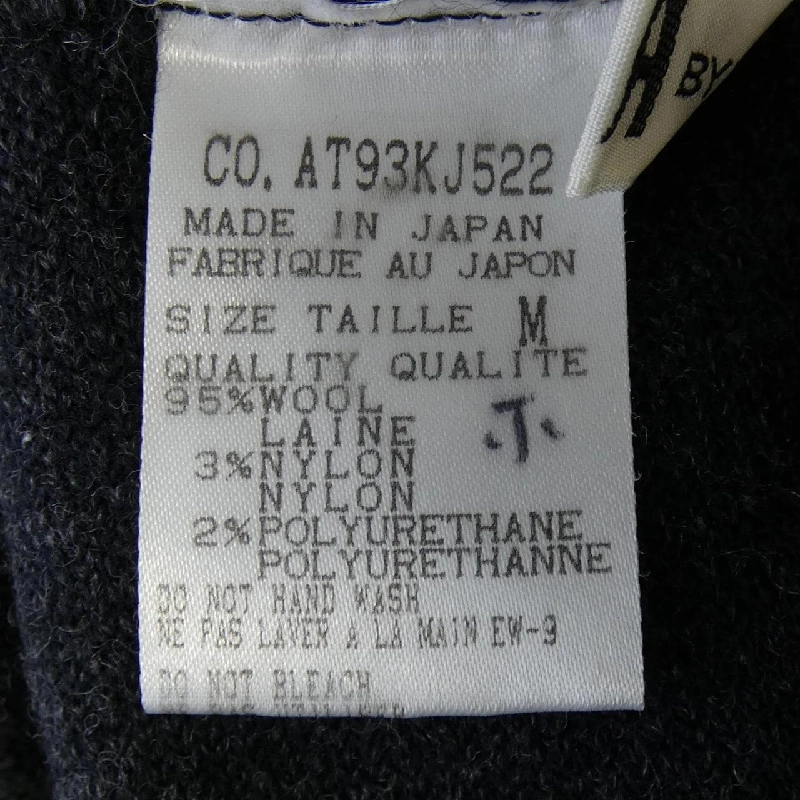 BY
CO. AT93KJ522
MADE IN JAPAN
FABRIQUE AU JAPON
SIZE TAILLE M
QUALITY QUALITE
95%WOOL
LAINE
3%NYLON
NYLON
2%POLYURETHANE
POLYURETHANNE
DO NOT HAND WASH
NE PAS LAVER A LA MAIN EW-9
DO NOT BLEACH